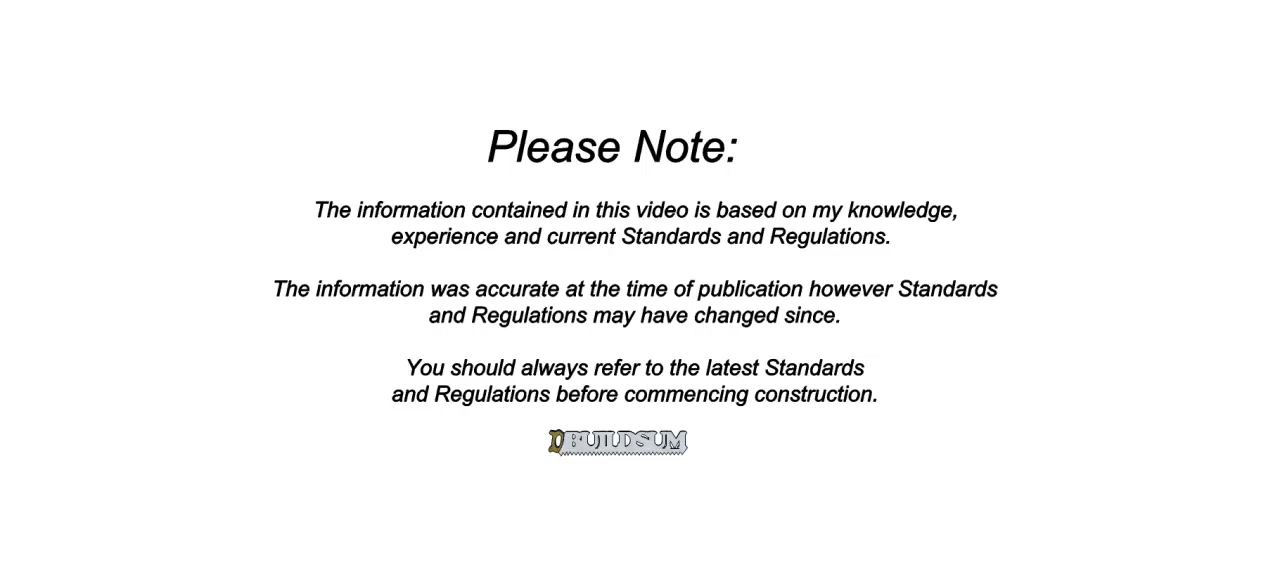 Please Note:
The information contained in this video is based on my knowledge,
experience and current Standards and Regulations.
The information was accurate at the time of publication however Standards
and Regulations may have changed since.
You should always refer to the latest Standards
and Regulations before commencing construction.
BUILDSUM